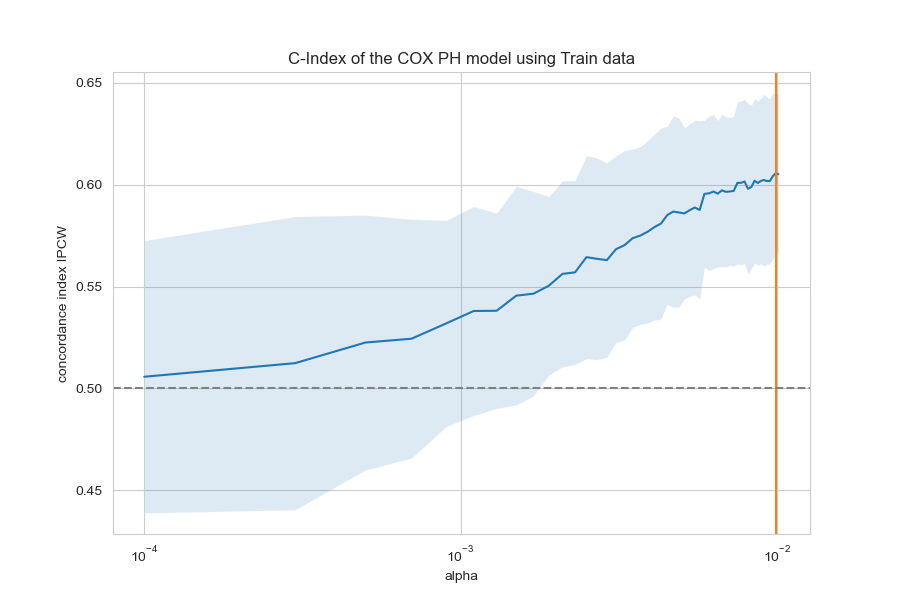 C-Index of the COX PH model using Train data
concordance index IPCW
0.65
0.60
0.55
0.50
0.45
10⁻⁴
10⁻³
10⁻²
alpha